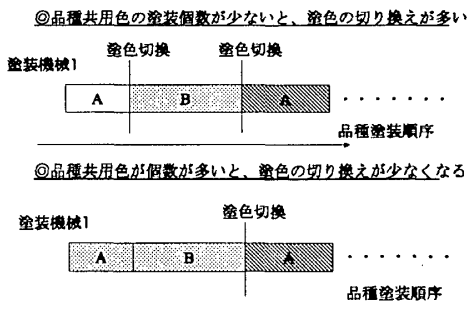 ◎品種共用色の塗装個数が少ないと、塗色の切り換えが多い
塗色切換 塗色切換
塗装機械1
A B A ・・・・・・・
品種塗装順序
◎品種共用色が個数が多いと、塗色の切り換えが少なくなる
塗色切換
塗装機械1
A B A ・・・・・・・
品種塗装順序